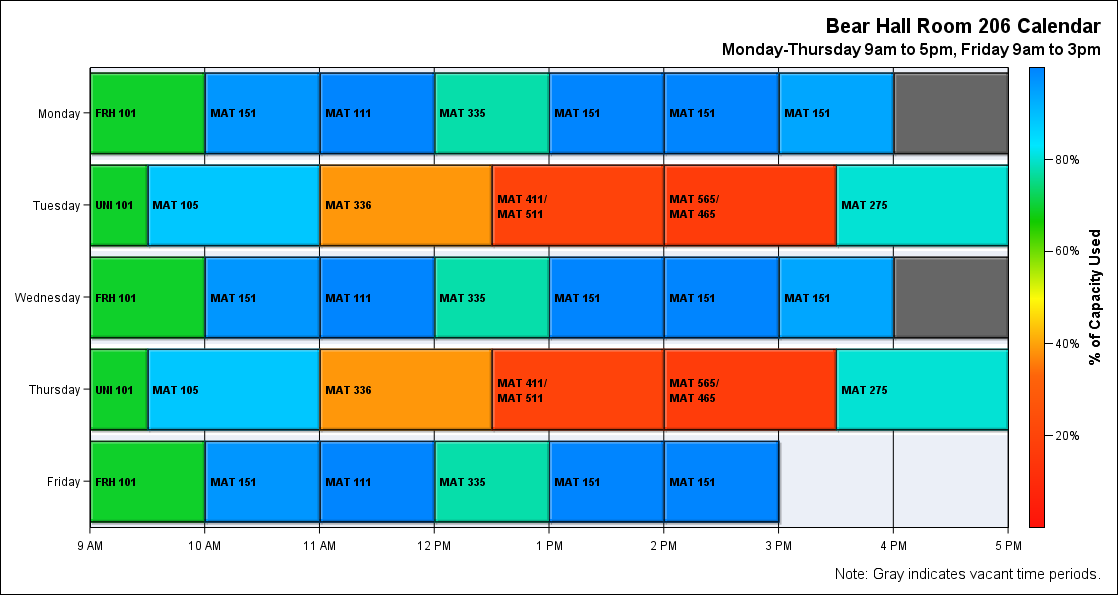 Bear Hall Room 206 Calendar
Monday-Thursday 9am to 5pm, Friday 9am to 3pm
Monday
FRH 101
MAT 151
MAT 111
MAT 335
MAT 151
MAT 151
MAT 151
Tuesday
UNI 101
MAT 105
MAT 336
MAT 411/
MAT 511
MAT 565/
MAT 465
MAT 275
Wednesday
FRH 101
MAT 151
MAT 111
MAT 335
MAT 151
MAT 151
MAT 151
Thursday
UNI 101
MAT 105
MAT 336
MAT 411/
MAT 511
MAT 565/
MAT 465
MAT 275
Friday
FRH 101
MAT 151
MAT 111
MAT 335
MAT 151
MAT 151
9 AM
10 AM
11 AM
12 PM
1 PM
2 PM
3 PM
4 PM
5 PM
80%
60%
40%
20%
% of Capacity Used
Note: Gray indicates vacant time periods.